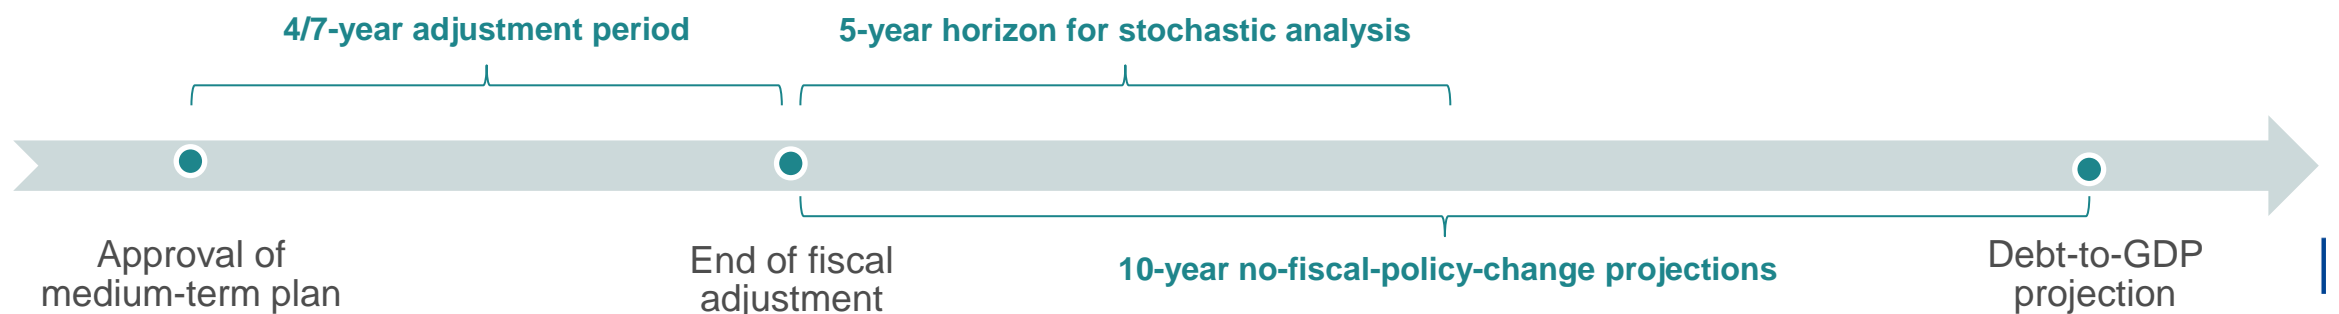 4/7-year adjustment period
5-year horizon for stochastic analysis
Approval of
medium-term plan
End of fiscal
adjustment
10-year no-fiscal-policy-change projections
Debt-to-GDP
projection